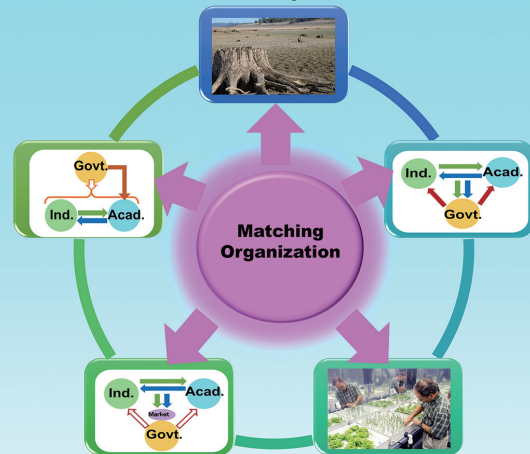 Govt.
Ind.
Acad.
Ind.
Acad.
Govt.
Matching
Organization
Ind.
Acad.
Market
Govt.